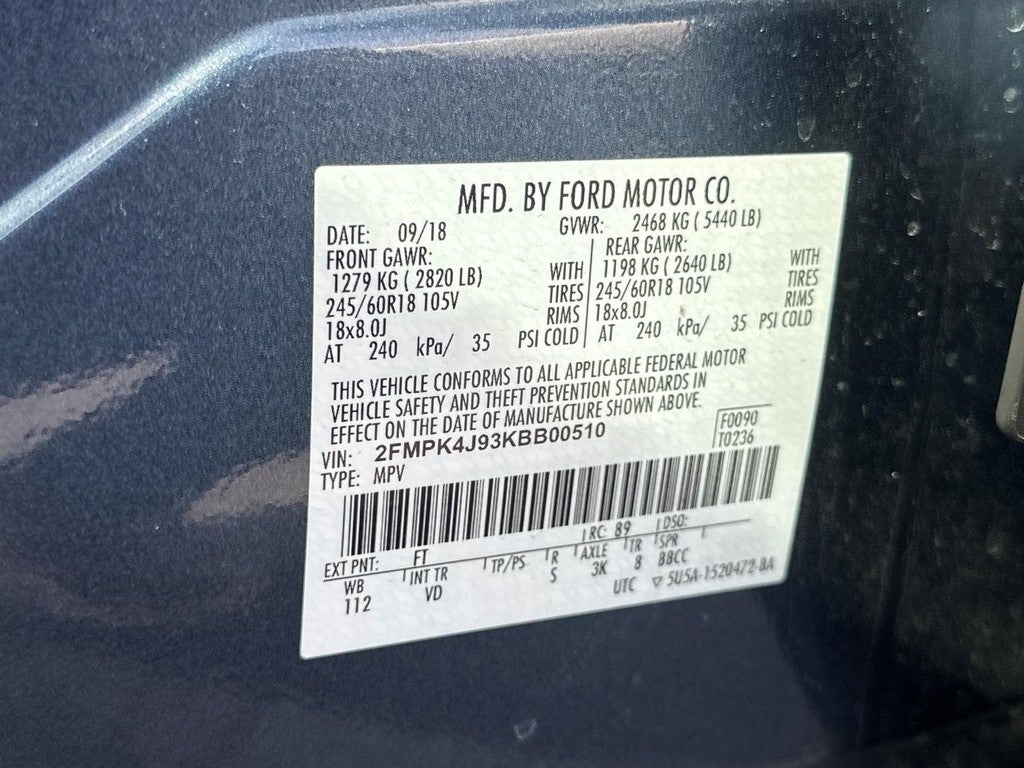 MFD. BY FORD MOTOR CO.
DATE: 09/18 GVWR: 2468 KG ( 5440 LB)
FRONT GAWR: REAR GAWR:
1279 KG ( 2820 LB) WITH 1198 KG ( 2640 LB) WITH
245/60R18 105V TIRES 245/60R18 105V TIRES
18x8.0J RIMS 18x8.0J RIMS
AT 240 kPa/ 35 PSI COLD AT 240 kPa/ 35 PSI COLD
THIS VEHICLE CONFORMS TO ALL APPLICABLE FEDERAL MOTOR
VEHICLE SAFETY AND THEFT PREVENTION STANDARDS IN
EFFECT ON THE DATE OF MANUFACTURE SHOWN ABOVE.
VIN: 2FMPK4J93KBB00510 F0090
TYPE: MPV T0236
EXT PNT: FT RC: 89 DSO:
WB INT TR TP/PS R AXLE TR SPR
112 VD S 3K 8 BBCC
UTC 5U5A-1520472-BA